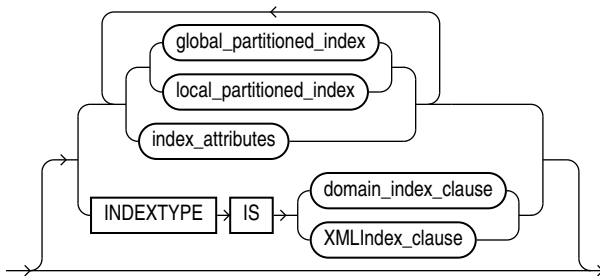 global_partitioned_index
local_partitioned_index
index_attributes
domain_index_clause
INDEXTYPE IS
XMLIndex_clause